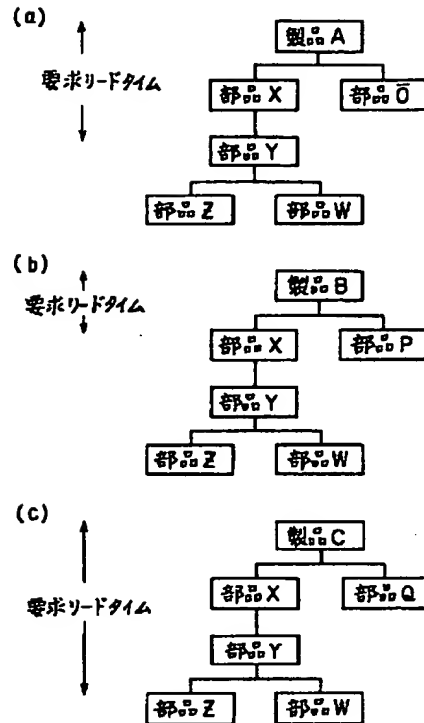 (a)
要求リードタイム
製品A
部品X
部品Ō
部品Y
部品Z
部品W
(b)
要求リードタイム
製品B
部品X
部品P
部品Y
部品Z
部品W
(c)
要求リードタイム
製品C
部品X
部品Q
部品Y
部品Z
部品W